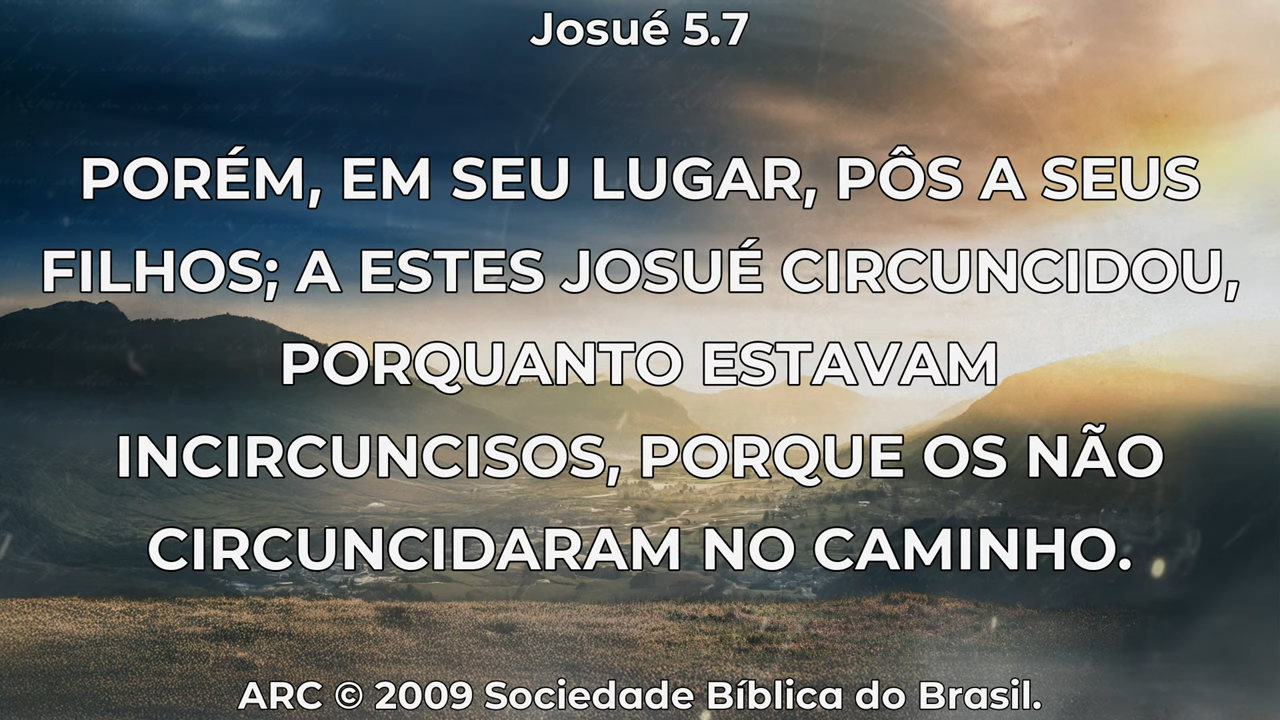 Josué 5.7
PORÉM, EM SEU LUGAR, PÔS A SEUS
FILHOS; A ESTES JOSUÉ CIRCUNCIDOU,
PORQUANTO ESTAVAM
INCIRCUNCISOS, PORQUE OS NÃO
CIRCUNCIDARAM NO CAMINHO.
ARC © 2009 Sociedade Bíblica do Brasil.